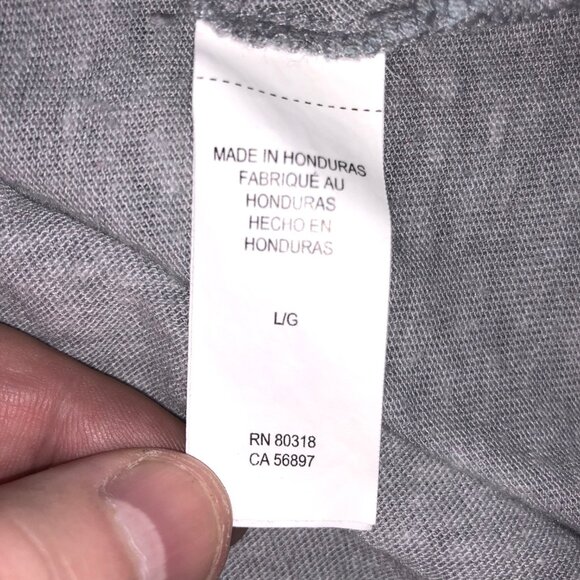 MADE IN HONDURAS
FABRIQUÉ AU
HONDURAS
HECHO EN
HONDURAS
L/G
RN 80318
CA 56897